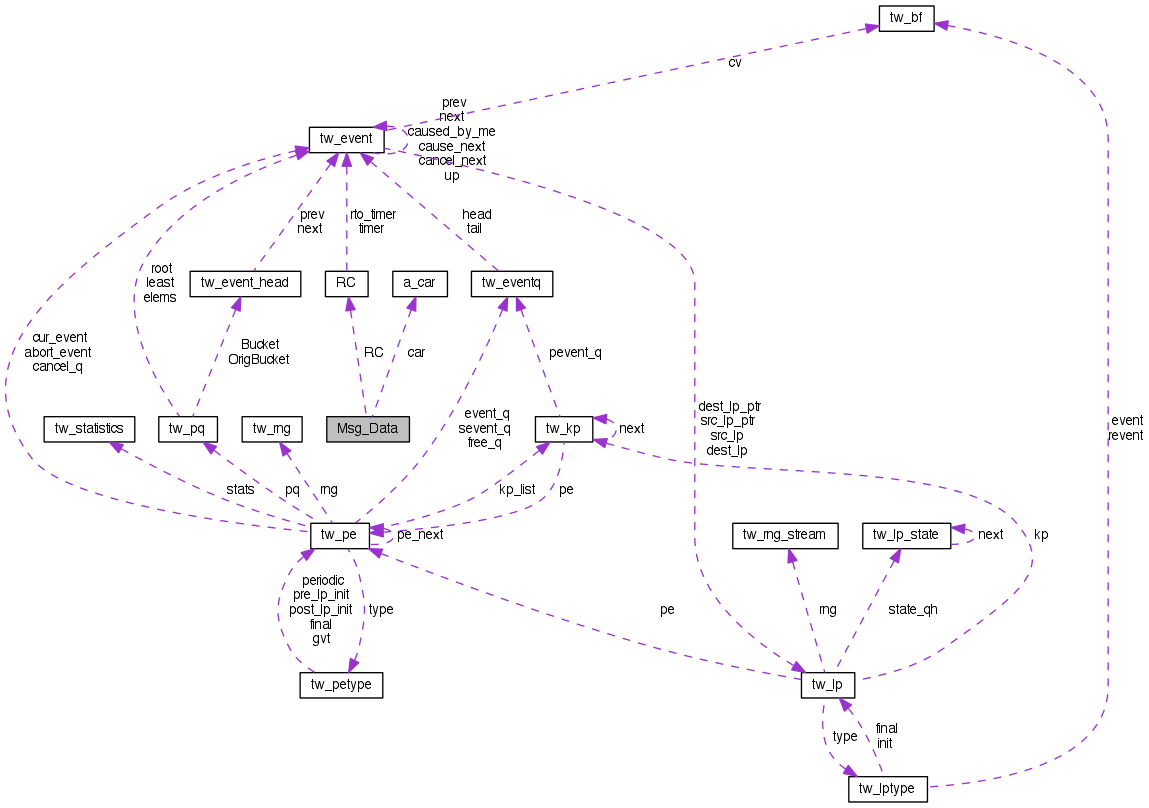 tw_bf
cv
prev
next
caused_by_me
cause_next
cancel_next
up
tw_event
prev
next
rto_timer
timer
head
tail
root
least
elems
tw_event_head
RC
a_car
tw_eventq
cur_event
abort_event
cancel_q
Bucket
OrigBucket
RC
car
pevent_q
dest_lp_ptr
src_lp_ptr
src_lp
dest_lp
event
revent
tw_statistics
tw_pq
tw_rng
Msg_Data
event_q
sevent_q
free_q
tw_kp
next
stats
pq
rng
kp_list
pe
tw_pe
pe_next
tw_rng_stream
tw_lp_state
next
kp
periodic
pre_lp_init
post_lp_init
final
gvt
type
pe
rng
state_qh
tw_petype
tw_lp
type
final
init
tw_lptype